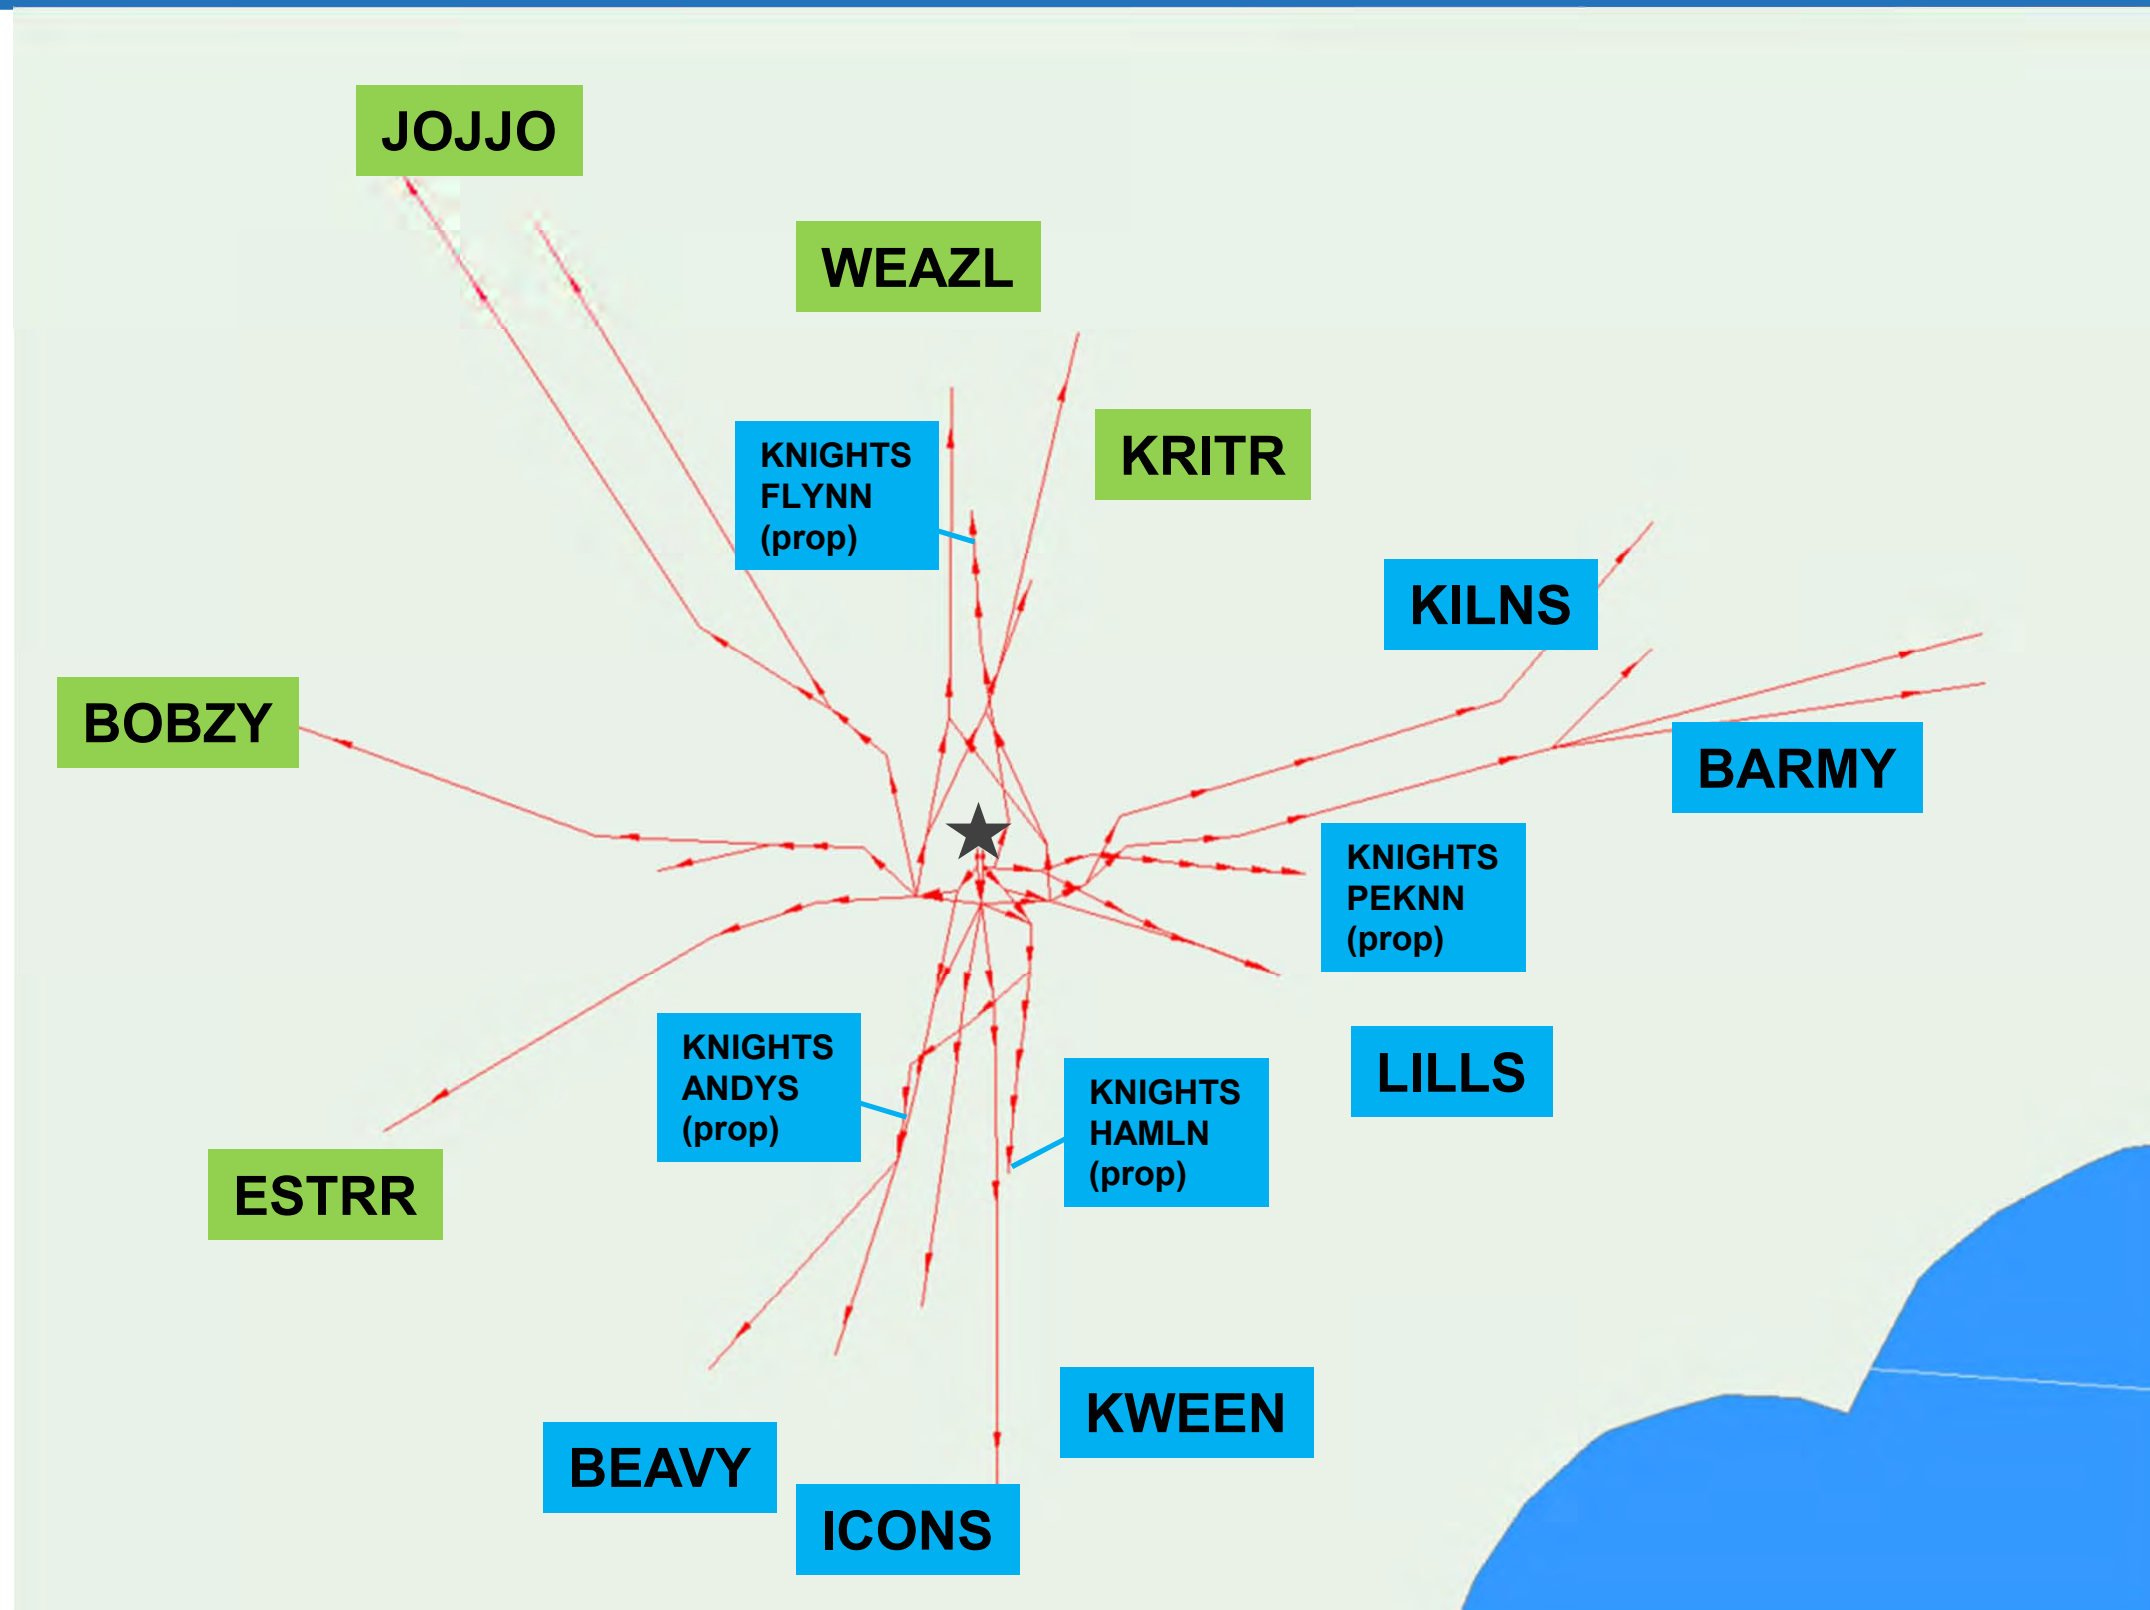 JOJJO
WEAZL
KNIGHTS
FLYNN
(prop)
KRITR
KILNS
BOBZY
BARMY
KNIGHTS
PEKNN
(prop)
KNIGHTS
ANDYS
(prop)
LILLS
KNIGHTS
HAMLN
(prop)
ESTRR
KWEEN
BEAVY
ICONS